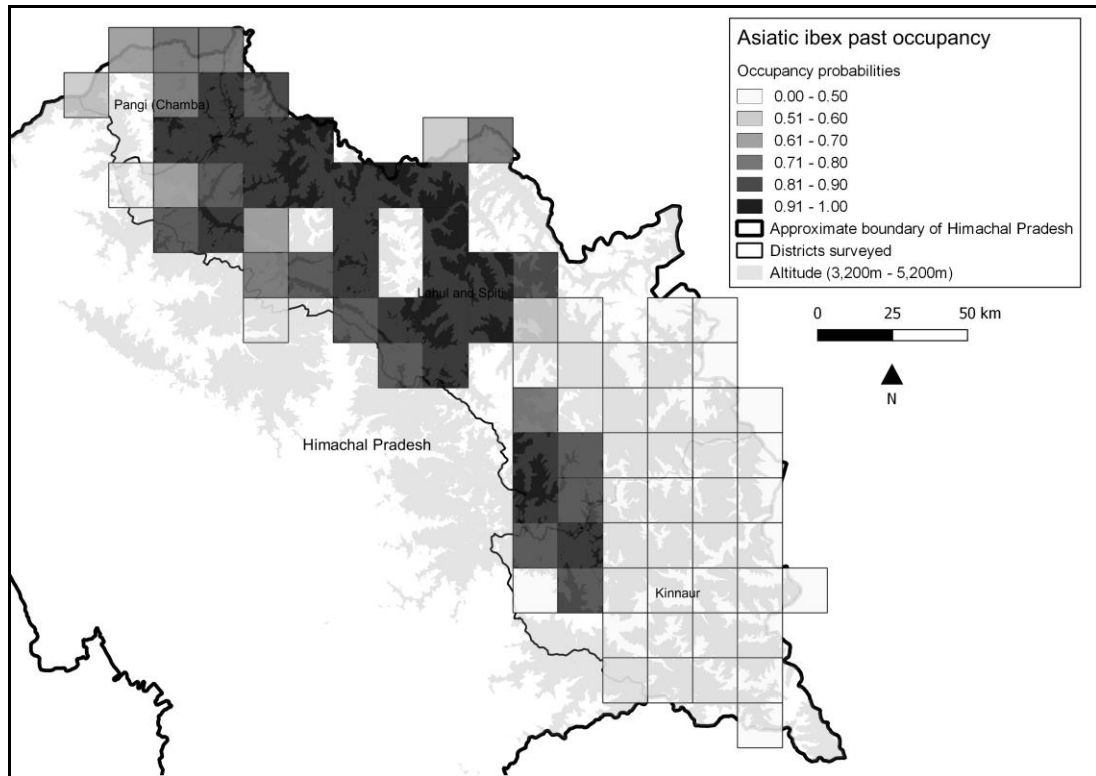 Asiatic ibex past occupancy
Occupancy probabilities
0.00 - 0.50
0.51 - 0.60
0.61 - 0.70
0.71 - 0.80
0.81 - 0.90
0.91 - 1.00
Approximate boundary of Himachal Pradesh
Districts surveyed
Altitude (3,200m - 5,200m)
0 25 50 km
N
Pangi (Chamba)
Lahul and Spiti
Himachal Pradesh
Kinnaur